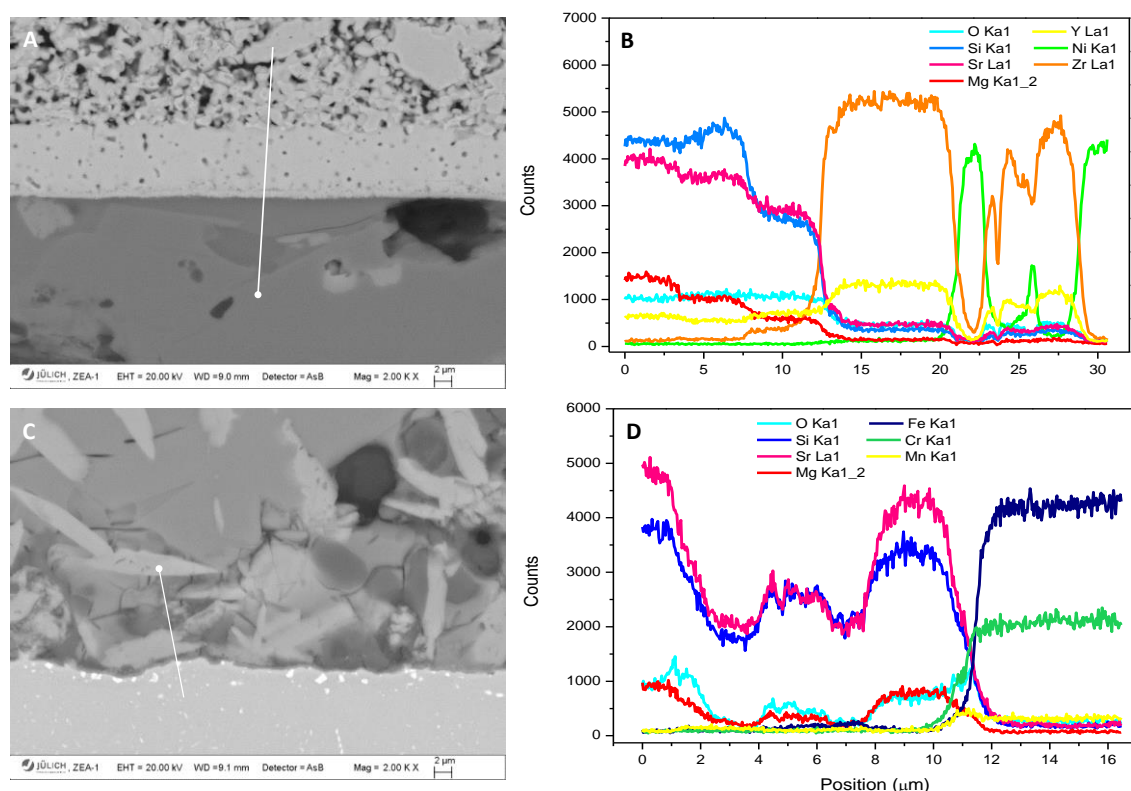 A
JÜLICH, ZEA-1 EHT = 20.00 kV WD =9.0 mm Detector = AsB Mag = 2.00 K X 2 µm
B
7000
6000
5000
4000
3000
2000
1000
0
Counts
O Ka1
Si Ka1
Sr La1
Mg Ka1_2
Y La1
Ni Ka1
Zr La1
0 5 10 15 20 25 30
C
JÜLICH, ZEA-1 EHT = 20.00 kV WD =9.1 mm Detector = AsB Mag = 2.00 K X 2 µm
D
6000
5000
4000
3000
2000
1000
0
Counts
O Ka1
Si Ka1
Sr La1
Mg Ka1_2
Fe Ka1
Cr Ka1
Mn Ka1
0 2 4 6 8 10 12 14 16
Position (µm)